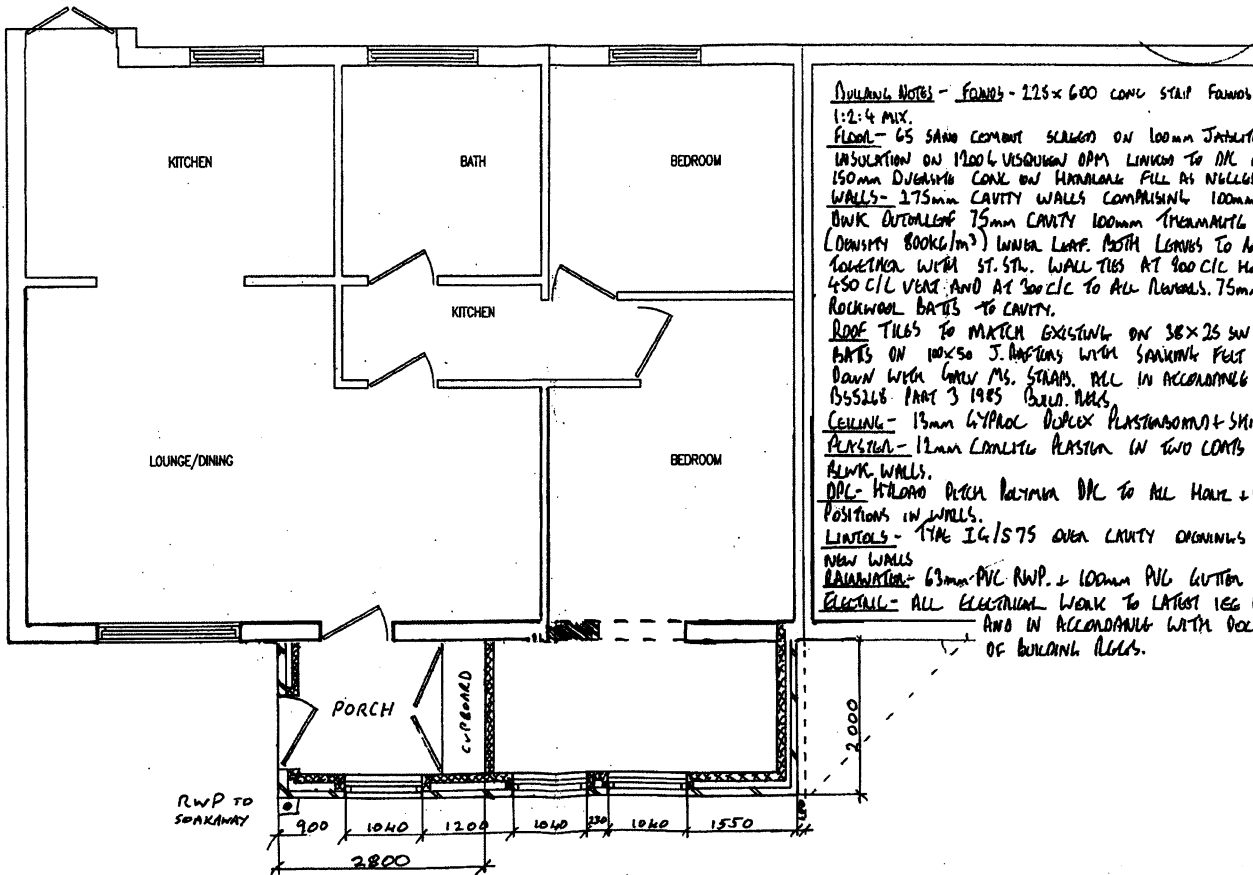 KITCHEN
BATH
BEDROOM
KITCHEN
LOUNGE/DINING
BEDROOM
PORCH
CUPBOARD
RWP TO
SOAKAWAY
900
1040
1200
1040
230
1040
1550
2800
2000
BUILDING NOTES - FOUNDS - 225 x 600 CONC STRIP FOUNDS
1:2:4 MIX.
FLOOR - 65 SAND CEMENT SCREED ON 100mm
INSULATION ON 1200G VISQUEEN DPM LINKED TO DPC
150mm OVERSITE CONC ON HARDCORE FILL AS
WALLS - 275mm CAVITY WALLS COMPRISING 100mm
BWK OUTERLEAF 75mm CAVITY 100mm THERMALITE
(DENSITY 800KG/m³) INNER LEAF. BOTH LEAVES TO
TOGETHER WITH ST. STL. WALL TIES AT 900 C/C
450 C/C VERT AND AT 300 C/C TO ALL REVEALS. 75mm
ROCKWOOL BATTS TO CAVITY.
ROOF TILES TO MATCH EXISTING ON 38 x 25 SW
BATTS ON 100x50 J. RAFTERS WITH SARKING FELT
DOWN WITH GALV MS. STRAPS. ALL IN ACCORDANCE
BS5268 PART 3 1985 BUILD. REGS
CEILING - 13mm GYPROC DUPLEX PLASTERBOARD +
PLASTER - 12mm CARLITE PLASTER IN TWO COATS
BLWK WALLS.
DPC - HYLOAD PITCH POLYMER DPC TO ALL HORIZ +
POSITIONS IN WALLS.
LINTOLS - TYPE IG/S75 OVER CAVITY OPENINGS
NEW WALLS
RAINWATER - 63mm PVC RWP. + 100mm PVC GUTTER
ELECTRIC - ALL ELECTRICAL WORK TO LATEST IEE
AND IN ACCORDANCE WITH
OF BUILDING REGS.